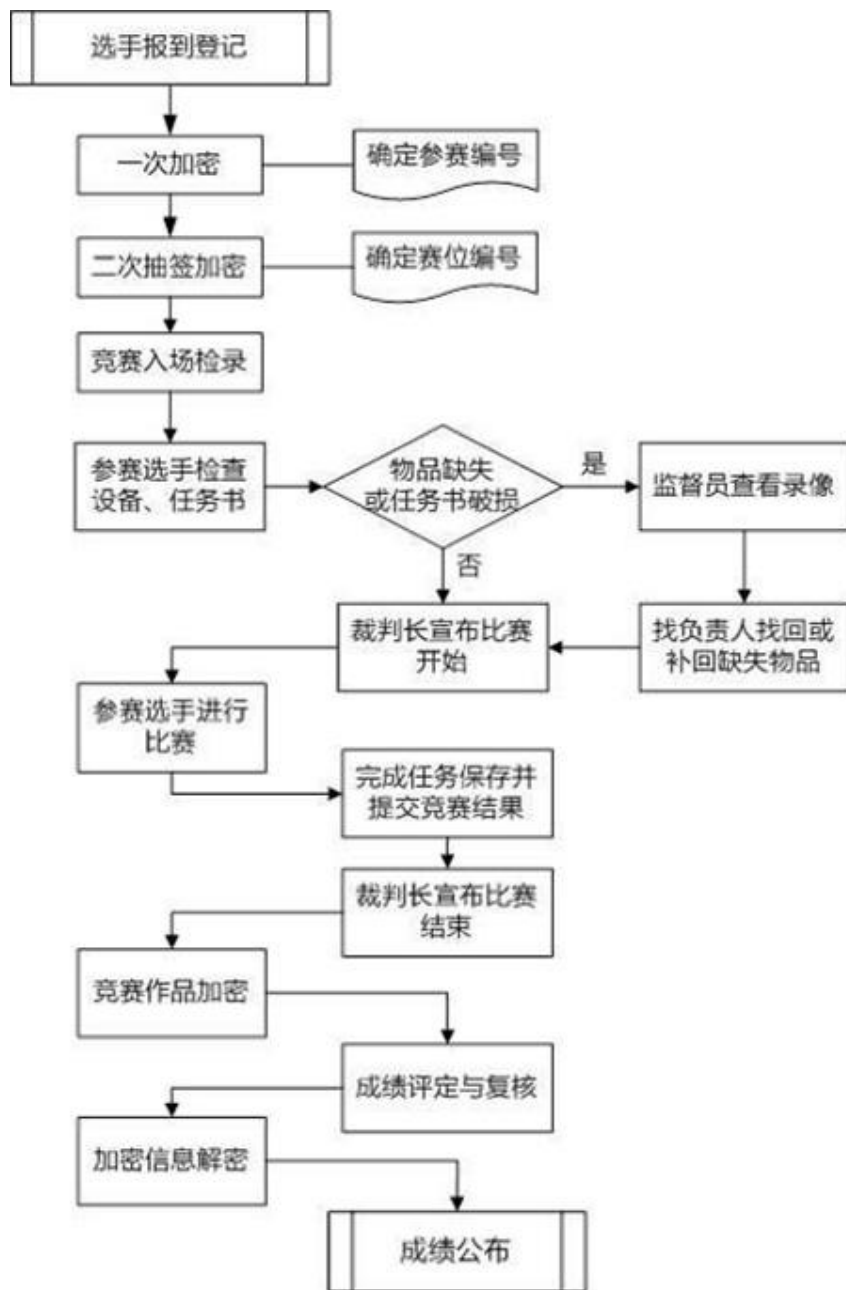 选手报到登记
一次加密
确定参赛编号
二次抽签加密
确定赛位编号
竞赛入场检录
参赛选手检查
设备、任务书
物品缺失
或任务书破损
是
监督员查看录像
否
裁判长宣布比赛
开始
找负责人找回或
补回缺失物品
参赛选手进行
比赛
完成任务保存并
提交竞赛结果
裁判长宣布比赛
结束
竞赛作品加密
成绩评定与复核
加密信息解密
成绩公布